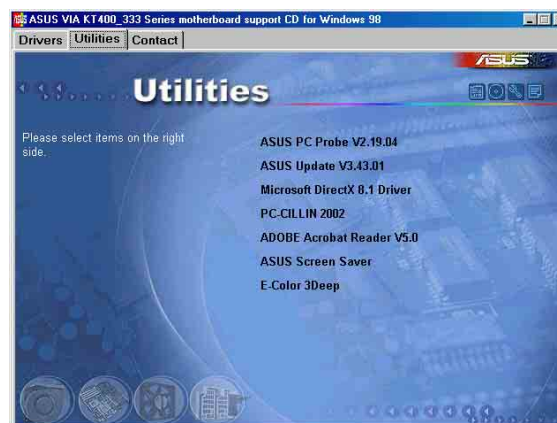 ASUS VIA KT400_333 Series motherboard support CD for Windows 98
Drivers Utilities Contact
ASUS
Utilities
Please select items on the right
side.
ASUS PC Probe V2.19.04
ASUS Update V3.43.01
Microsoft DirectX 8.1 Driver
PC-CILLIN 2002
ADOBE Acrobat Reader V5.0
ASUS Screen Saver
E-Color 3Deep